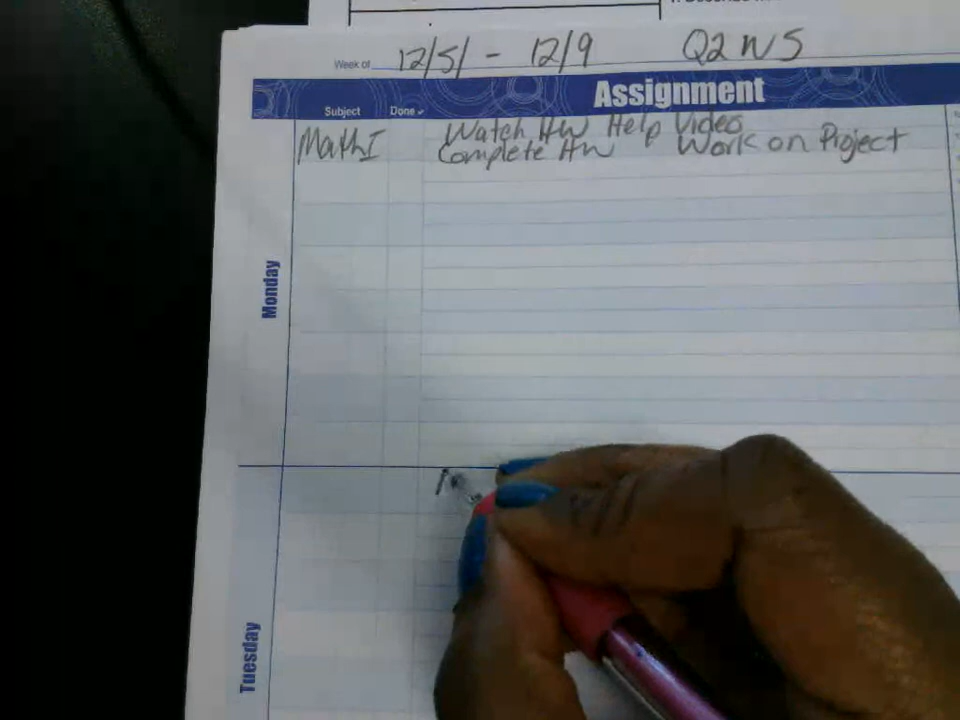 Week of 12/5/ - 12/9 Q2 W5
Assignment
Subject Done
Math I Watch HW Help Video
Complete HW Work on Project
Monday
Tuesday